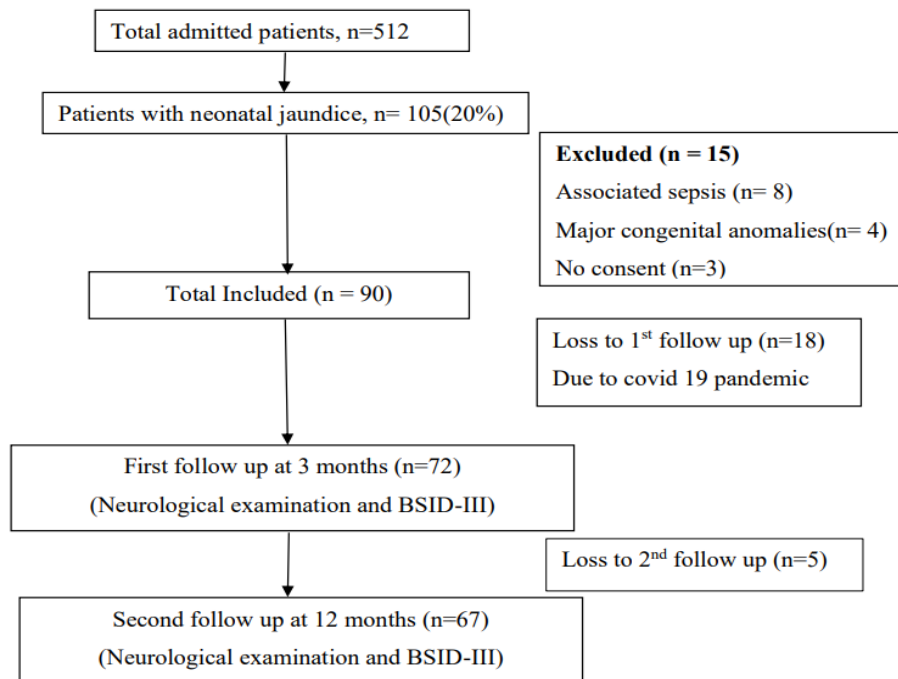 Total admitted patients, n=512
Patients with neonatal jaundice, n= 105(20%)
Excluded (n = 15)
Associated sepsis (n= 8)
Major congenital anomalies(n= 4)
No consent (n=3)
Total Included (n = 90)
Loss to 1st follow up (n=18)
Due to covid 19 pandemic
First follow up at 3 months (n=72)
(Neurological examination and BSID-III)
Loss to 2nd follow up (n=5)
Second follow up at 12 months (n=67)
(Neurological examination and BSID-III)